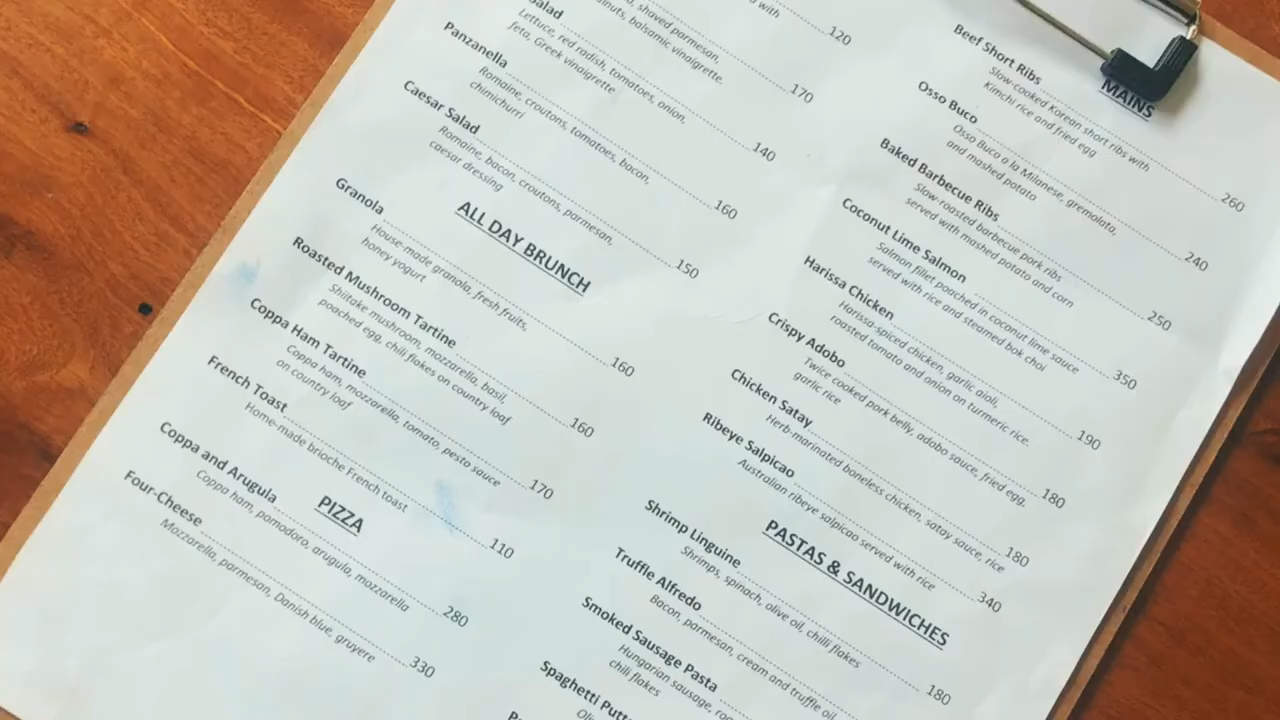 with
120
shaved parmesan,
balsamic vinaigrette
170
Salad
Lettuce, red radish, tomatoes, onion,
feta, Greek vinaigrette
140
Panzanella
Romaine, croutons, tomatoes, bacon,
chimichurri
160
Caesar Salad
Romaine, bacon, croutons, parmesan,
caesar dressing
150
ALL DAY BRUNCH
Granola
House-made granola, fresh fruits,
honey yogurt
160
Roasted Mushroom Tartine
Shiitake mushroom, mozzarella, basil,
poached egg, chili flakes on country loaf
160
Coppa Ham Tartine
Coppa ham, mozzarella, tomato, pesto sauce
on country loaf
170
French Toast
Home-made brioche French toast
110
PIZZA
Coppa and Arugula
Coppa ham, pomodoro, arugula, mozzarella
280
Four-Cheese
Mozzarella, parmesan, Danish blue, gruyere
330
MAINS
Beef Short Ribs
Slow-cooked Korean short ribs with
Kimchi rice and fried egg
260
Osso Buco
Osso Buco a la Milanese, gremolata,
and mashed potato
240
Baked Barbecue Ribs
Slow-roasted barbecue pork ribs
served with mashed potato and corn
250
Coconut Lime Salmon
Salmon fillet poached in coconut lime sauce
served with rice and steamed bok choi
350
Harissa Chicken
Harissa-spiced chicken, garlic aioli,
roasted tomato and onion on turmeric rice.
190
Crispy Adobo
Twice cooked pork belly, adobo sauce, fried egg,
garlic rice
180
Chicken Satay
Herb-marinated boneless chicken, satay sauce, rice
180
Ribeye Salpicao
Australian ribeye salpicao served with rice
340
PASTAS & SANDWICHES
Shrimp Linguine
Shrimps, spinach, olive oil, chilli flakes
180
Truffle Alfredo
Bacon, parmesan, cream and truffle oil
Smoked Sausage Pasta
Hungarian sausage,
chili flakes
Spaghetti